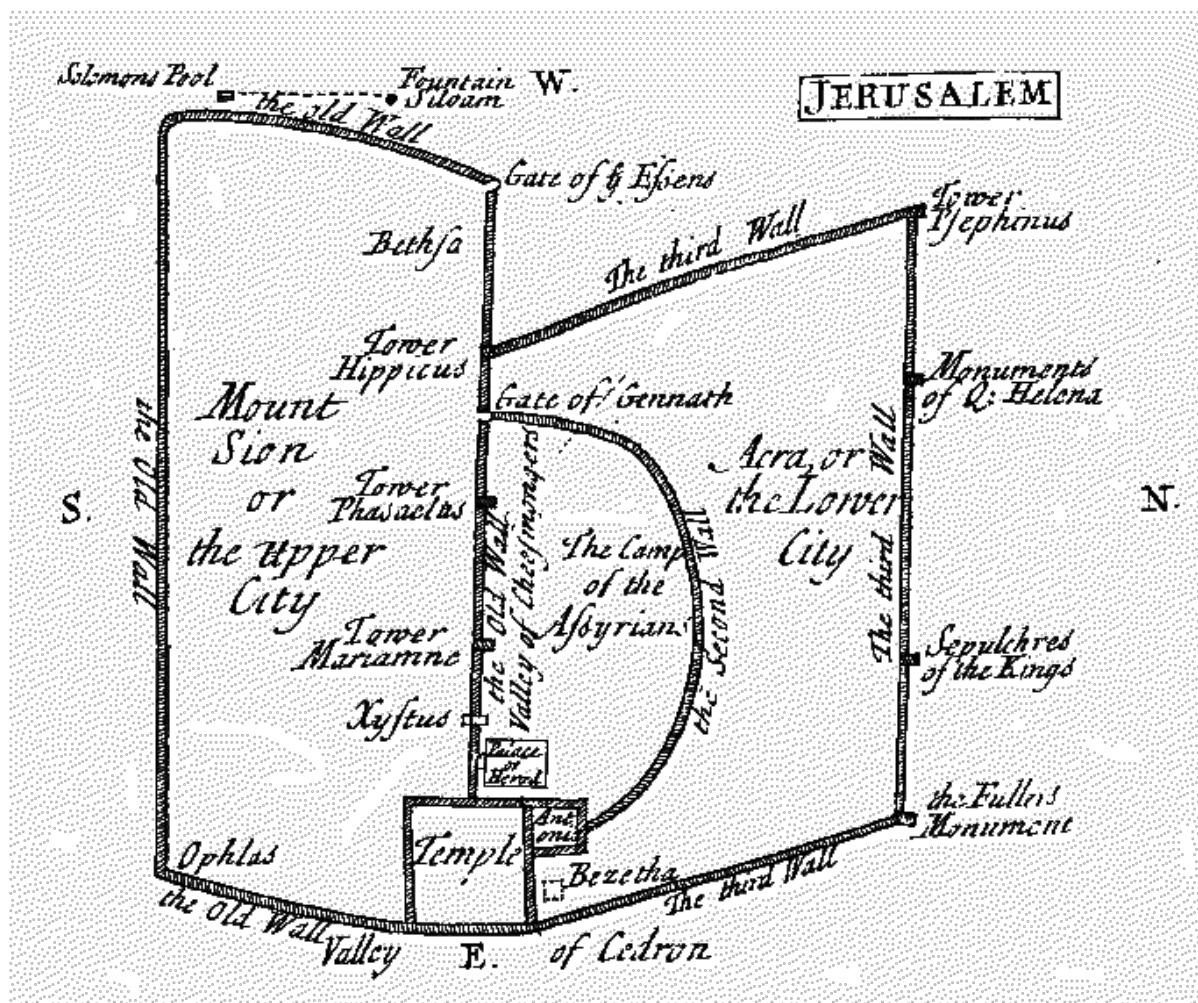 Solomons Pool
Fountain
Siloam
W.
JERUSALEM
the old Wall
Gate of ẏ Eſsens
Tower
Pſephinus
Bethſo
The third Wall
Tower
Hippicus
Monuments
of Q: Helena
Gate of Gennath
Mount
Sion
or
the Upper
City
the Old Wall
S.
Tower
Phasaelus
the Old Wall
Valley of Cheeſmongers
The Camp
of the
Aſsyrians
the Second Wall
Acra, or
the Lower
City
The third Wall
N.
Tower
Mariamne
Sepulchres
of the Kings
Xyſtus
Palace
of
Herod
Temple
Ant
onia
the Fullers
Monument
Ophlas
Bezetha
The third Wall
the Old Wall
Valley
E.
of Cedron